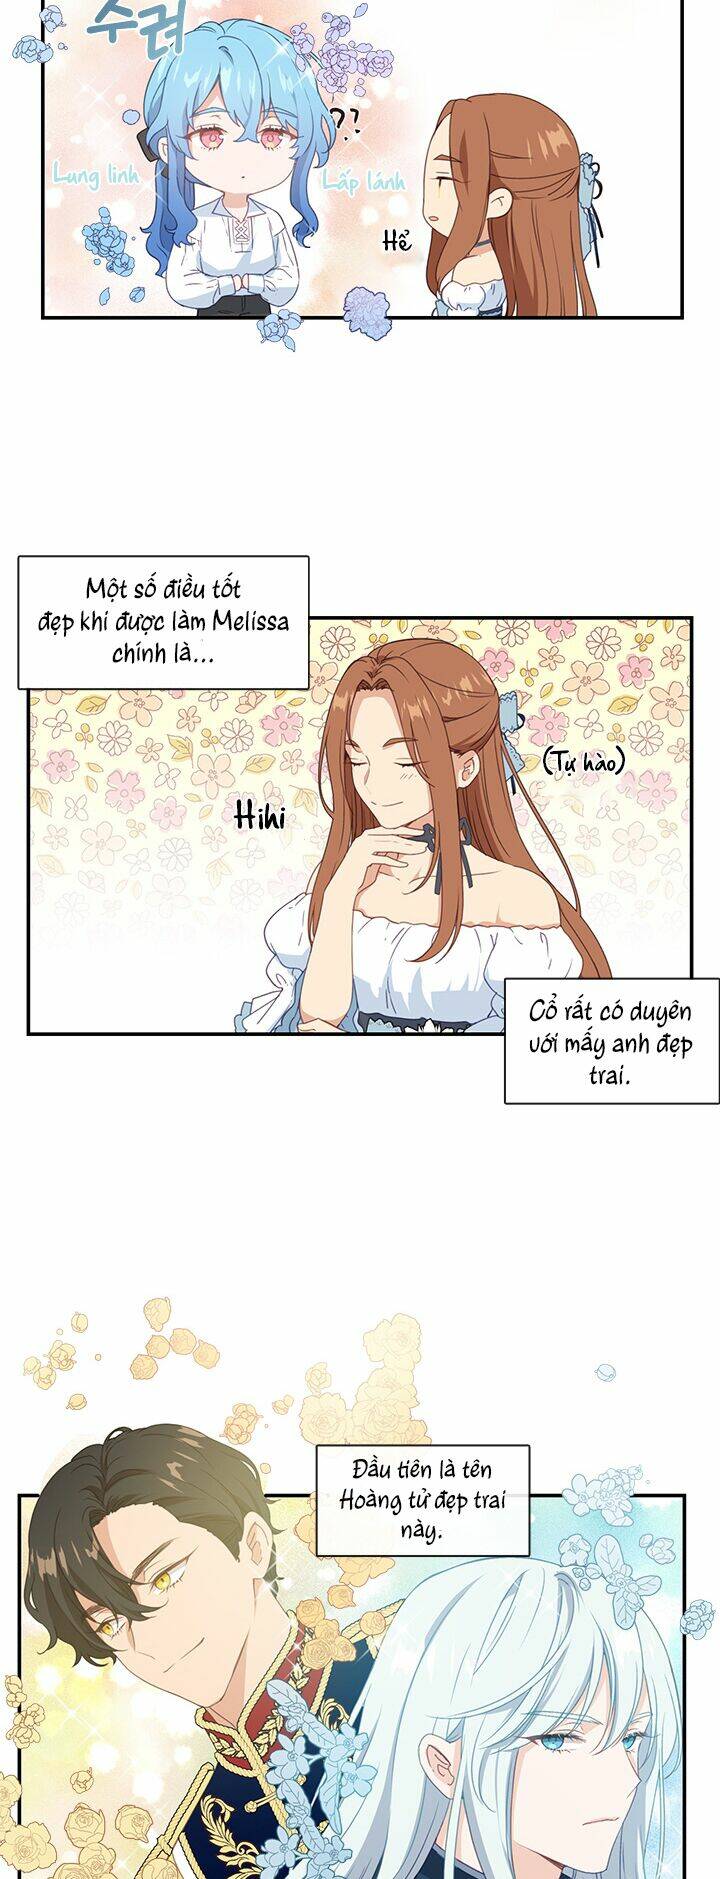 수려
??
Lung linh
Lấp lánh
Hể
Một số điều tốt
đẹp khi được làm Melissa
chính là...
(Tự hào)
Hihi
Cổ rất có duyên
với mấy anh đẹp
trai.
Đầu tiên là tên
Hoàng tử đẹp trai
này.